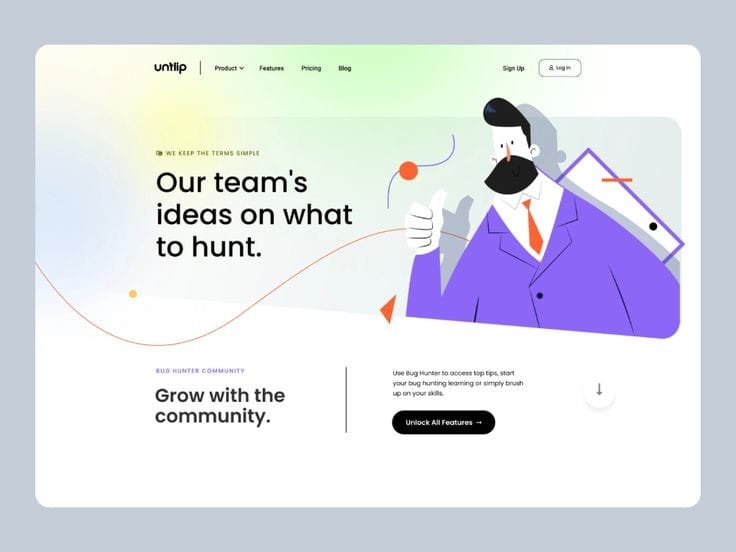 untlip
Product
Features
Pricing
Blog
Sign Up
Log in
WE KEEP THE TERMS SIMPLE
Our team's
ideas on what
to hunt.
BUG HUNTER COMMUNITY
Grow with the
community.
Use Bug Hunter to access top tips, start
your bug hunting learning or simply brush
up on your skills.
Unlock All Features →